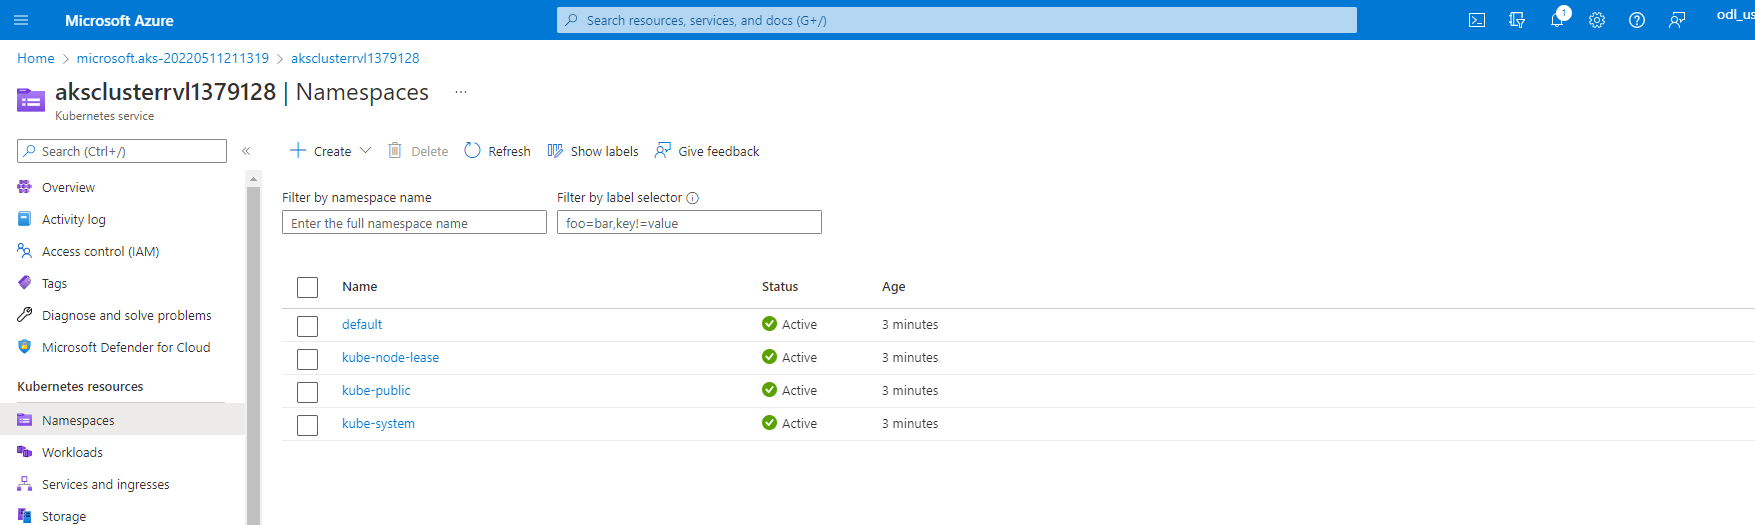 Microsoft Azure
Search resources, services, and docs (G+/)
1
odl_us
Home > microsoft.aks-20220511211319 > aksclusterrvl1379128
aksclusterrvl1379128 | Namespaces ...
Kubernetes service
Search (Ctrl+/)
«
Create
Delete
Refresh
Show labels
Give feedback
Overview
Activity log
Access control (IAM)
Tags
Diagnose and solve problems
Microsoft Defender for Cloud
Kubernetes resources
Namespaces
Workloads
Services and ingresses
Storage
Filter by namespace name
Enter the full namespace name
Filter by label selector
foo=bar,key!=value
Name Status Age
default Active 3 minutes
kube-node-lease Active 3 minutes
kube-public Active 3 minutes
kube-system Active 3 minutes